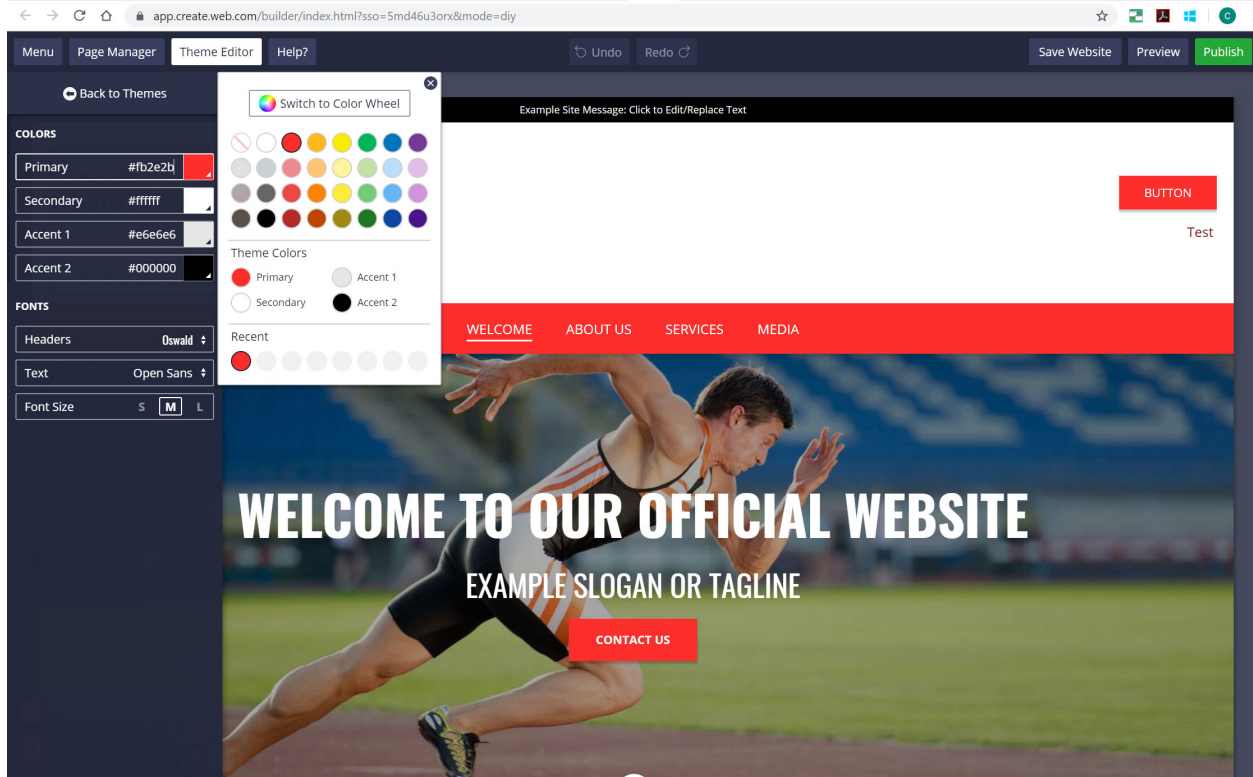 app.create.web.com/builder/index.html?sso=5md46u3orx&mode=diy
C
Menu Page Manager Theme Editor Help? Undo Redo Save Website Preview Publish
Back to Themes
COLORS
Primary #fb2e2b
Secondary #ffffff
Accent 1 #e6e6e6
Accent 2 #000000
FONTS
Headers Oswald
Text Open Sans
Font Size S M L
Switch to Color Wheel
Theme Colors
Primary Accent 1
Secondary Accent 2
Recent
Example Site Message: Click to Edit/Replace Text
BUTTON
Test
WELCOME ABOUT US SERVICES MEDIA
WELCOME TO OUR OFFICIAL WEBSITE
EXAMPLE SLOGAN OR TAGLINE
CONTACT US